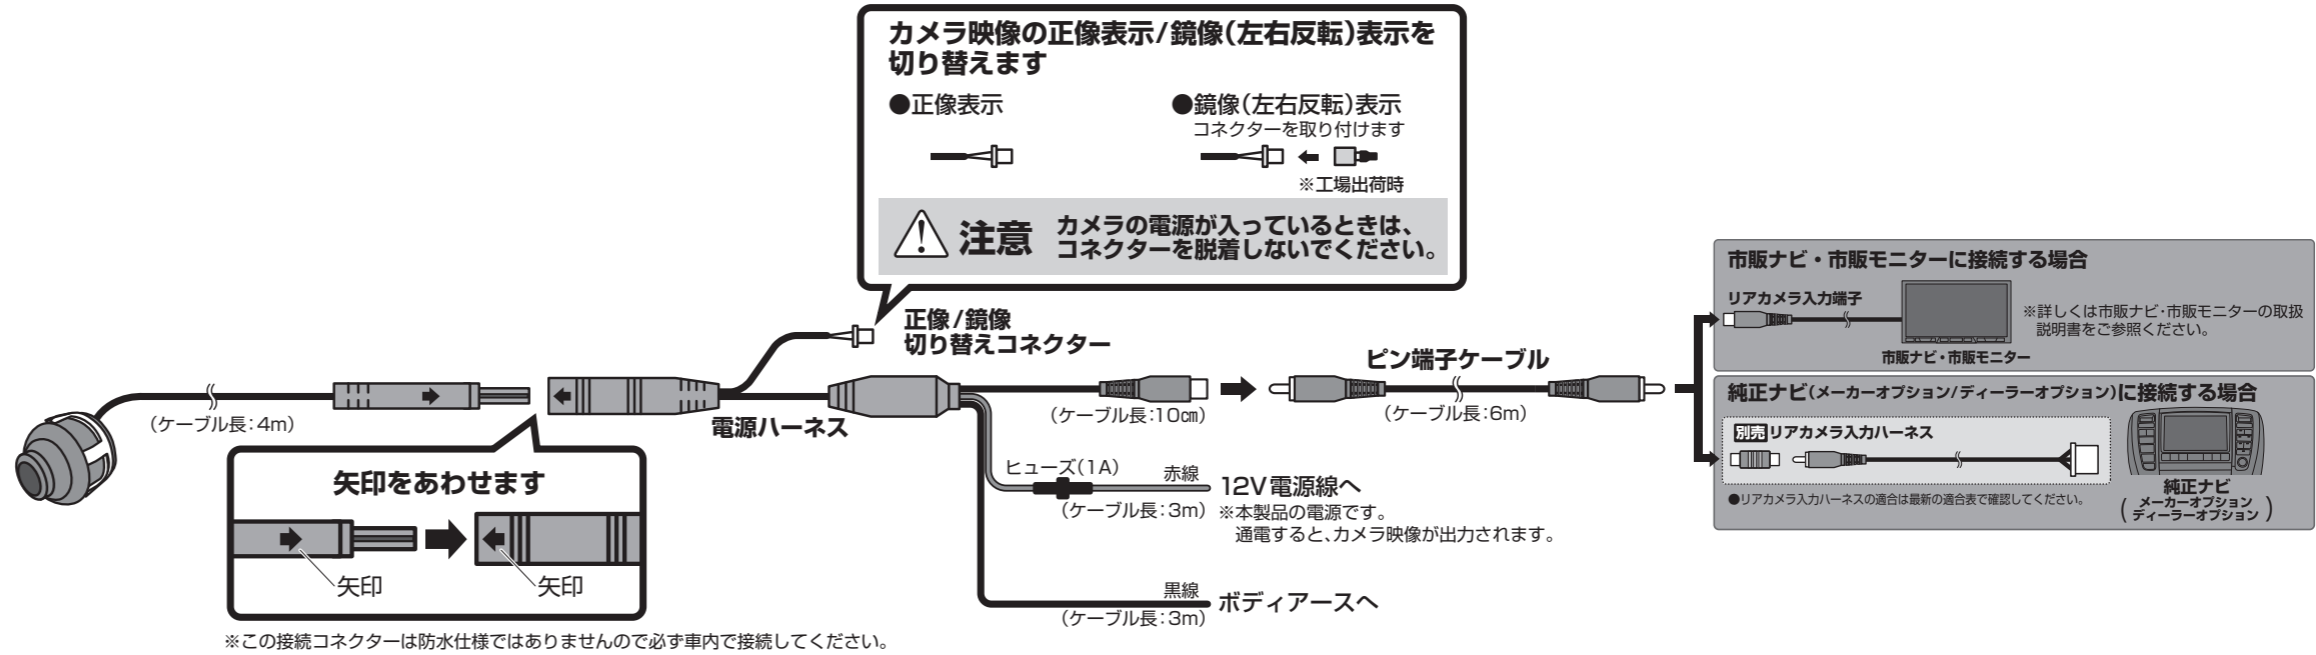 カメラ映像の正像表示/鏡像(左右反転)表示を
切り替えます
●正像表示
●鏡像(左右反転)表示
コネクターを取り付けます
※工場出荷時
注意
カメラの電源が入っているときは、
コネクターを脱着しないでください。
正像/鏡像
切り替えコネクター
(ケーブル長:4m)
電源ハーネス
矢印をあわせます
矢印
矢印
※この接続コネクターは防水仕様ではありませんので必ず車内で接続してください。
(ケーブル長:10㎝)
ピン端子ケーブル
(ケーブル長:6m)
ヒューズ(1A)
赤線
(ケーブル長:3m)
12V電源線へ
※本製品の電源です。
通電すると、カメラ映像が出力されます。
黒線
(ケーブル長:3m)
ボディアースへ
市販ナビ・市販モニターに接続する場合
リアカメラ入力端子
※詳しくは市販ナビ・市販モニターの取扱
説明書をご参照ください。
市販ナビ・市販モニター
純正ナビ(メーカーオプション/ディーラーオプション)に接続する場合
別売リアカメラ入力ハーネス
●リアカメラ入力ハーネスの適合は最新の適合表で確認してください。
純正ナビ
(メーカーオプション
ディーラーオプション)